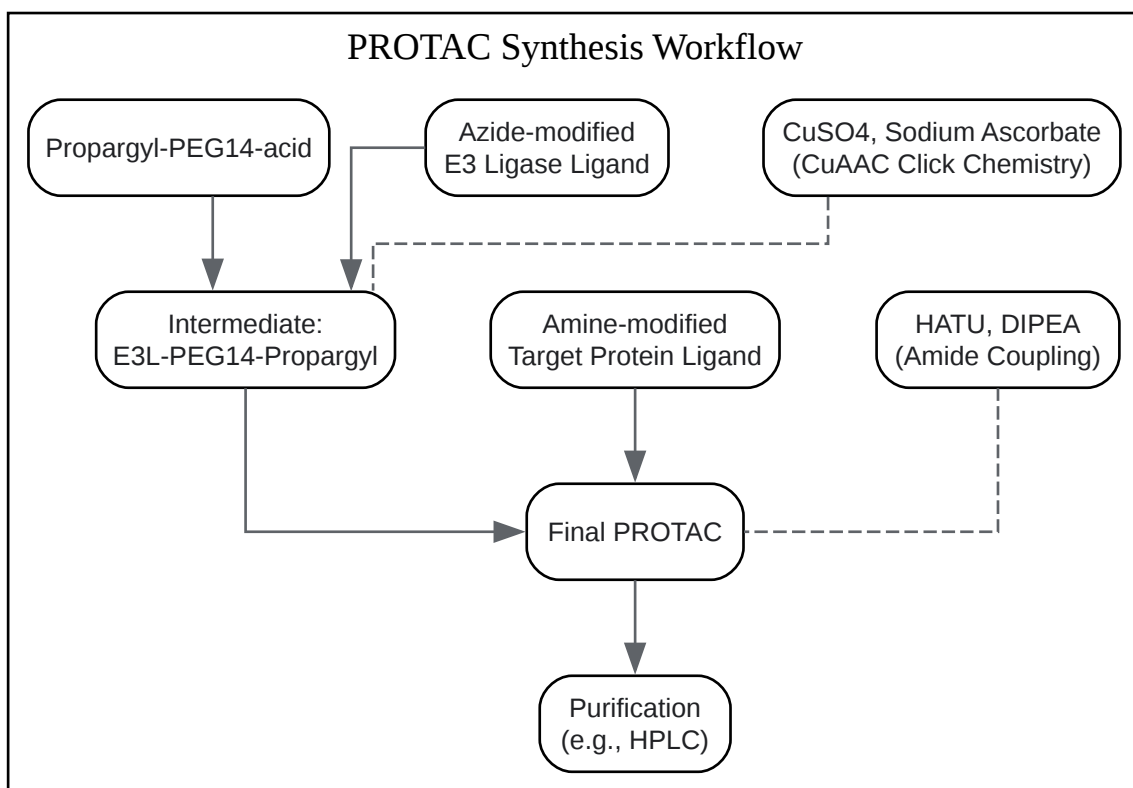 PROTAC Synthesis Workflow
Propargyl-PEG14-acid
Azide-modified
E3 Ligase Ligand
CuSO4, Sodium Ascorbate
(CuAAC Click Chemistry)
Intermediate:
E3L-PEG14-Propargyl
Amine-modified
Target Protein Ligand
HATU, DIPEA
(Amide Coupling)
Final PROTAC
Purification
(e.g., HPLC)